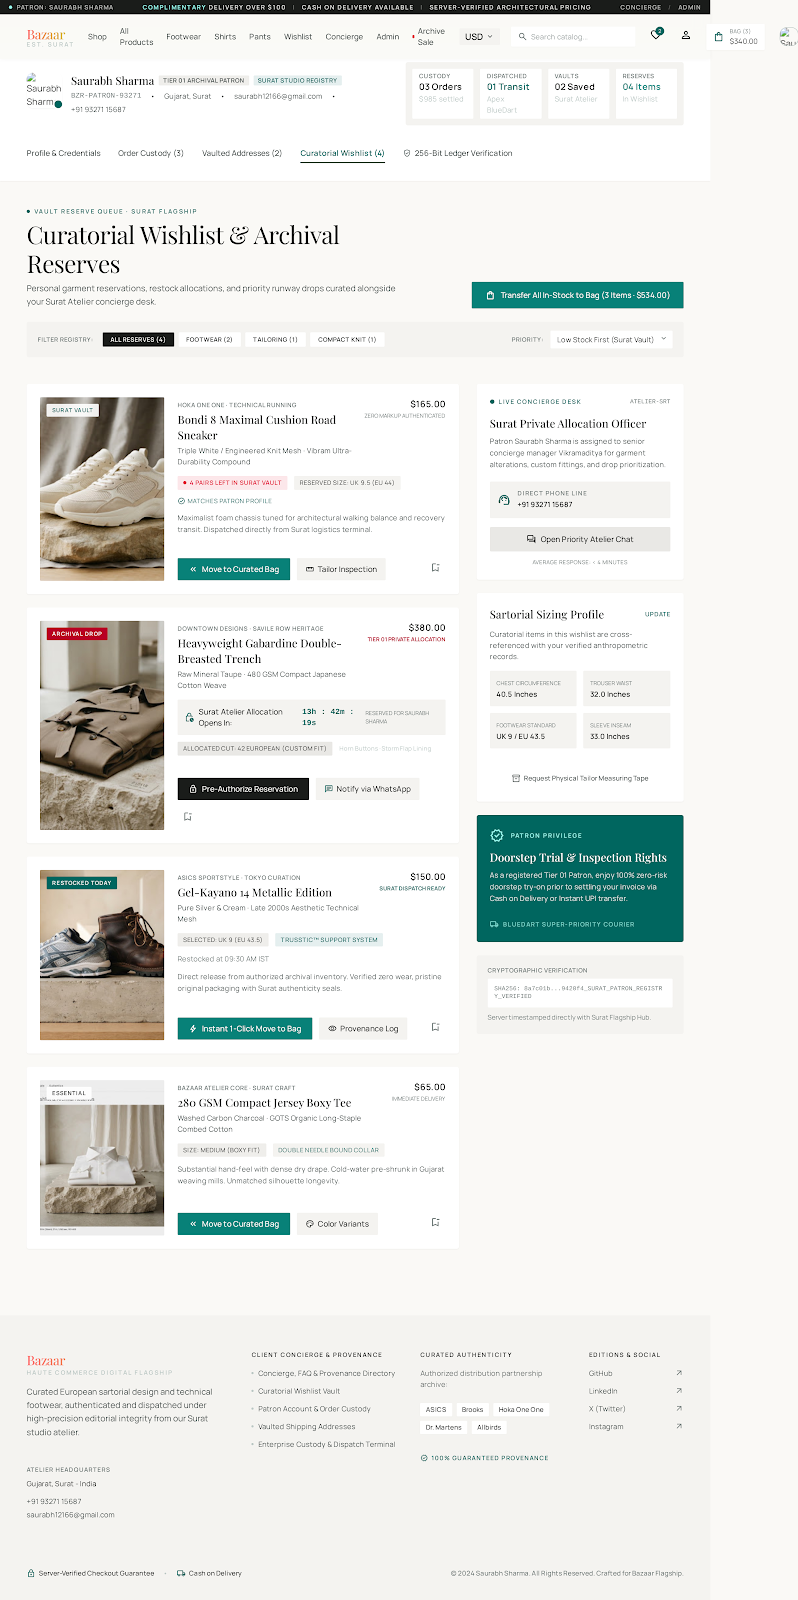 PATRON: SAURABH SHARMA
COMPLIMENTARY DELIVERY OVER $100 | CASH ON DELIVERY AVAILABLE | SERVER-VERIFIED ARCHITECTURAL PRICING
CONCIERGE / ADMIN
Bazaar
EST. SURAT
Shop
All Products
Footwear
Shirts
Pants
Wishlist
Concierge
Admin
Archive Sale
USD
Search catalog...
2
BAG (3)
$340.00
Saurabh Sharm
Saurabh Sharma
TIER 01 ARCHIVAL PATRON
SURAT STUDIO REGISTRY
BZR-PATRON-93271 • Gujarat, Surat • saurabh12166@gmail.com •
+91 93271 15687
CUSTODY
03 Orders
$985 settled
DISPATCHED
01 Transit
Apex BlueDart
VAULTS
02 Saved
Surat Atelier
RESERVES
04 Items
In Wishlist
Profile & Credentials
Order Custody (3)
Vaulted Addresses (2)
Curatorial Wishlist (4)
256-Bit Ledger Verification
VAULT RESERVE QUEUE · SURAT FLAGSHIP
Curatorial Wishlist & Archival
Reserves
Personal garment reservations, restock allocations, and priority runway drops curated alongside
your Surat Atelier concierge desk.
Transfer All In-Stock to Bag (3 Items · $534.00)
FILTER REGISTRY:
ALL RESERVES (4)
FOOTWEAR (2)
TAILORING (1)
COMPACT KNIT (1)
PRIORITY:
Low Stock First (Surat Vault)
SURAT VAULT
HOKA ONE ONE · TECHNICAL RUNNING
Bondi 8 Maximal Cushion Road
Sneaker
Triple White / Engineered Knit Mesh · Vibram Ultra-
Durability Compound
$165.00
ZERO MARKUP AUTHENTICATED
4 PAIRS LEFT IN SURAT VAULT
RESERVED SIZE: UK 9.5 (EU 44)
MATCHES PATRON PROFILE
Maximalist foam chassis tuned for architectural walking balance and recovery
transit. Dispatched directly from Surat logistics terminal.
Move to Curated Bag
Tailor Inspection
ARCHIVAL DROP
DOWNTOWN DESIGNS · SAVILE ROW HERITAGE
Heavyweight Gabardine Double-
Breasted Trench
Raw Mineral Taupe · 480 GSM Compact Japanese
Cotton Weave
$380.00
TIER 01 PRIVATE ALLOCATION
Surat Atelier Allocation
Opens In:
13h : 42m :
19s
RESERVED FOR SAURABH
SHARMA
ALLOCATED CUT: 42 EUROPEAN (CUSTOM FIT)
Horn Buttons · Storm Flap Lining
Pre-Authorize Reservation
Notify via WhatsApp
RESTOCKED TODAY
ASICS SPORTSTYLE · TOKYO CURATION
Gel-Kayano 14 Metallic Edition
Pure Silver & Cream · Late 2000s Aesthetic Technical
Mesh
$150.00
SURAT DISPATCH READY
SELECTED: UK 9 (EU 43.5)
TRUSSTIC™ SUPPORT SYSTEM
Restocked at 09:30 AM IST
Direct release from authorized archival inventory. Verified zero wear, pristine
original packaging with Surat authenticity seals.
Instant 1-Click Move to Bag
Provenance Log
ESSENTIAL
BAZAAR ATELIER CORE · SURAT CRAFT
280 GSM Compact Jersey Boxy Tee
Washed Carbon Charcoal · GOTS Organic Long-Staple
Combed Cotton
$65.00
IMMEDIATE DELIVERY
SIZE: MEDIUM (BOXY FIT)
DOUBLE NEEDLE BOUND COLLAR
Substantial hand-feel with dense dry drape. Cold-water pre-shrunk in Gujarat
weaving mills. Unmatched silhouette longevity.
Move to Curated Bag
Color Variants
LIVE CONCIERGE DESK
ATELIER-SRT
Surat Private Allocation Officer
Patron Saurabh Sharma is assigned to senior
concierge manager Vikramaditya for garment
alterations, custom fittings, and drop prioritization.
DIRECT PHONE LINE
+91 93271 15687
Open Priority Atelier Chat
AVERAGE RESPONSE: < 4 MINUTES
Sartorial Sizing Profile
UPDATE
Curatorial items in this wishlist are cross-
referenced with your verified anthropometric
records.
CHEST CIRCUMFERENCE
40.5 Inches
TROUSER WAIST
32.0 Inches
FOOTWEAR STANDARD
UK 9 / EU 43.5
SLEEVE INSEAM
33.0 Inches
Request Physical Tailor Measuring Tape
PATRON PRIVILEGE
Doorstep Trial & Inspection Rights
As a registered Tier 01 Patron, enjoy 100% zero-risk
doorstep try-on prior to settling your invoice via
Cash on Delivery or Instant UPI transfer.
BLUEDART SUPER-PRIORITY COURIER
CRYPTOGRAPHIC VERIFICATION
SHA256: 8a7c01b...9420f4_SURAT_PATRON_REGISTR
Y_VERIFIED
Server timestamped directly with Surat Flagship Hub.
Bazaar
HAUTE COMMERCE DIGITAL FLAGSHIP
Curated European sartorial design and technical
footwear, authenticated and dispatched under
high-precision editorial integrity from our Surat
studio atelier.
ATELIER HEADQUARTERS
Gujarat, Surat - India
+91 93271 15687
saurabh12166@gmail.com
CLIENT CONCIERGE & PROVENANCE
Concierge, FAQ & Provenance Directory
Curatorial Wishlist Vault
Patron Account & Order Custody
Vaulted Shipping Addresses
Enterprise Custody & Dispatch Terminal
CURATED AUTHENTICITY
Authorized distribution partnership
archive:
ASICS
Brooks
Hoka One One
Dr. Martens
Allbirds
100% GUARANTEED PROVENANCE
EDITIONS & SOCIAL
GitHub
LinkedIn
X (Twitter)
Instagram
Server-Verified Checkout Guarantee • Cash on Delivery
© 2024 Saurabh Sharma. All Rights Reserved. Crafted for Bazaar Flagship.